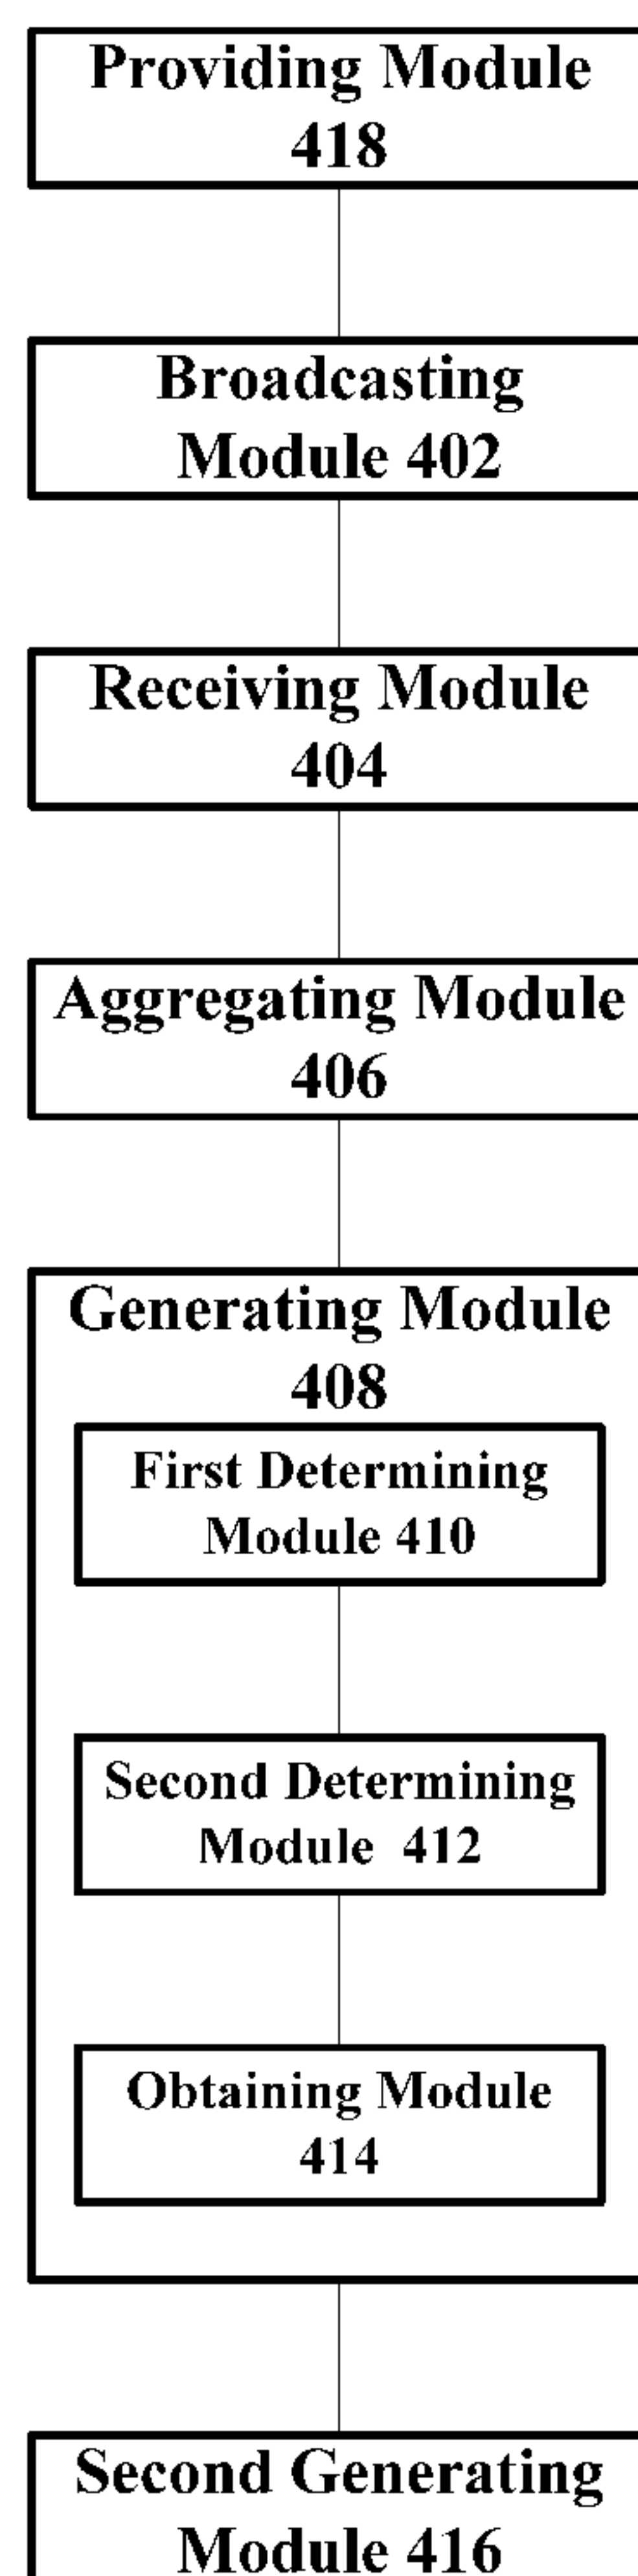 Providing Module
418
Broadcasting
Module 402
Receiving Module
404
Aggregating Module
406
Generating Module
408
First Determining
Module 410
Second Determining
Module 412
Obtaining Module
414
Second Generating
Module 416